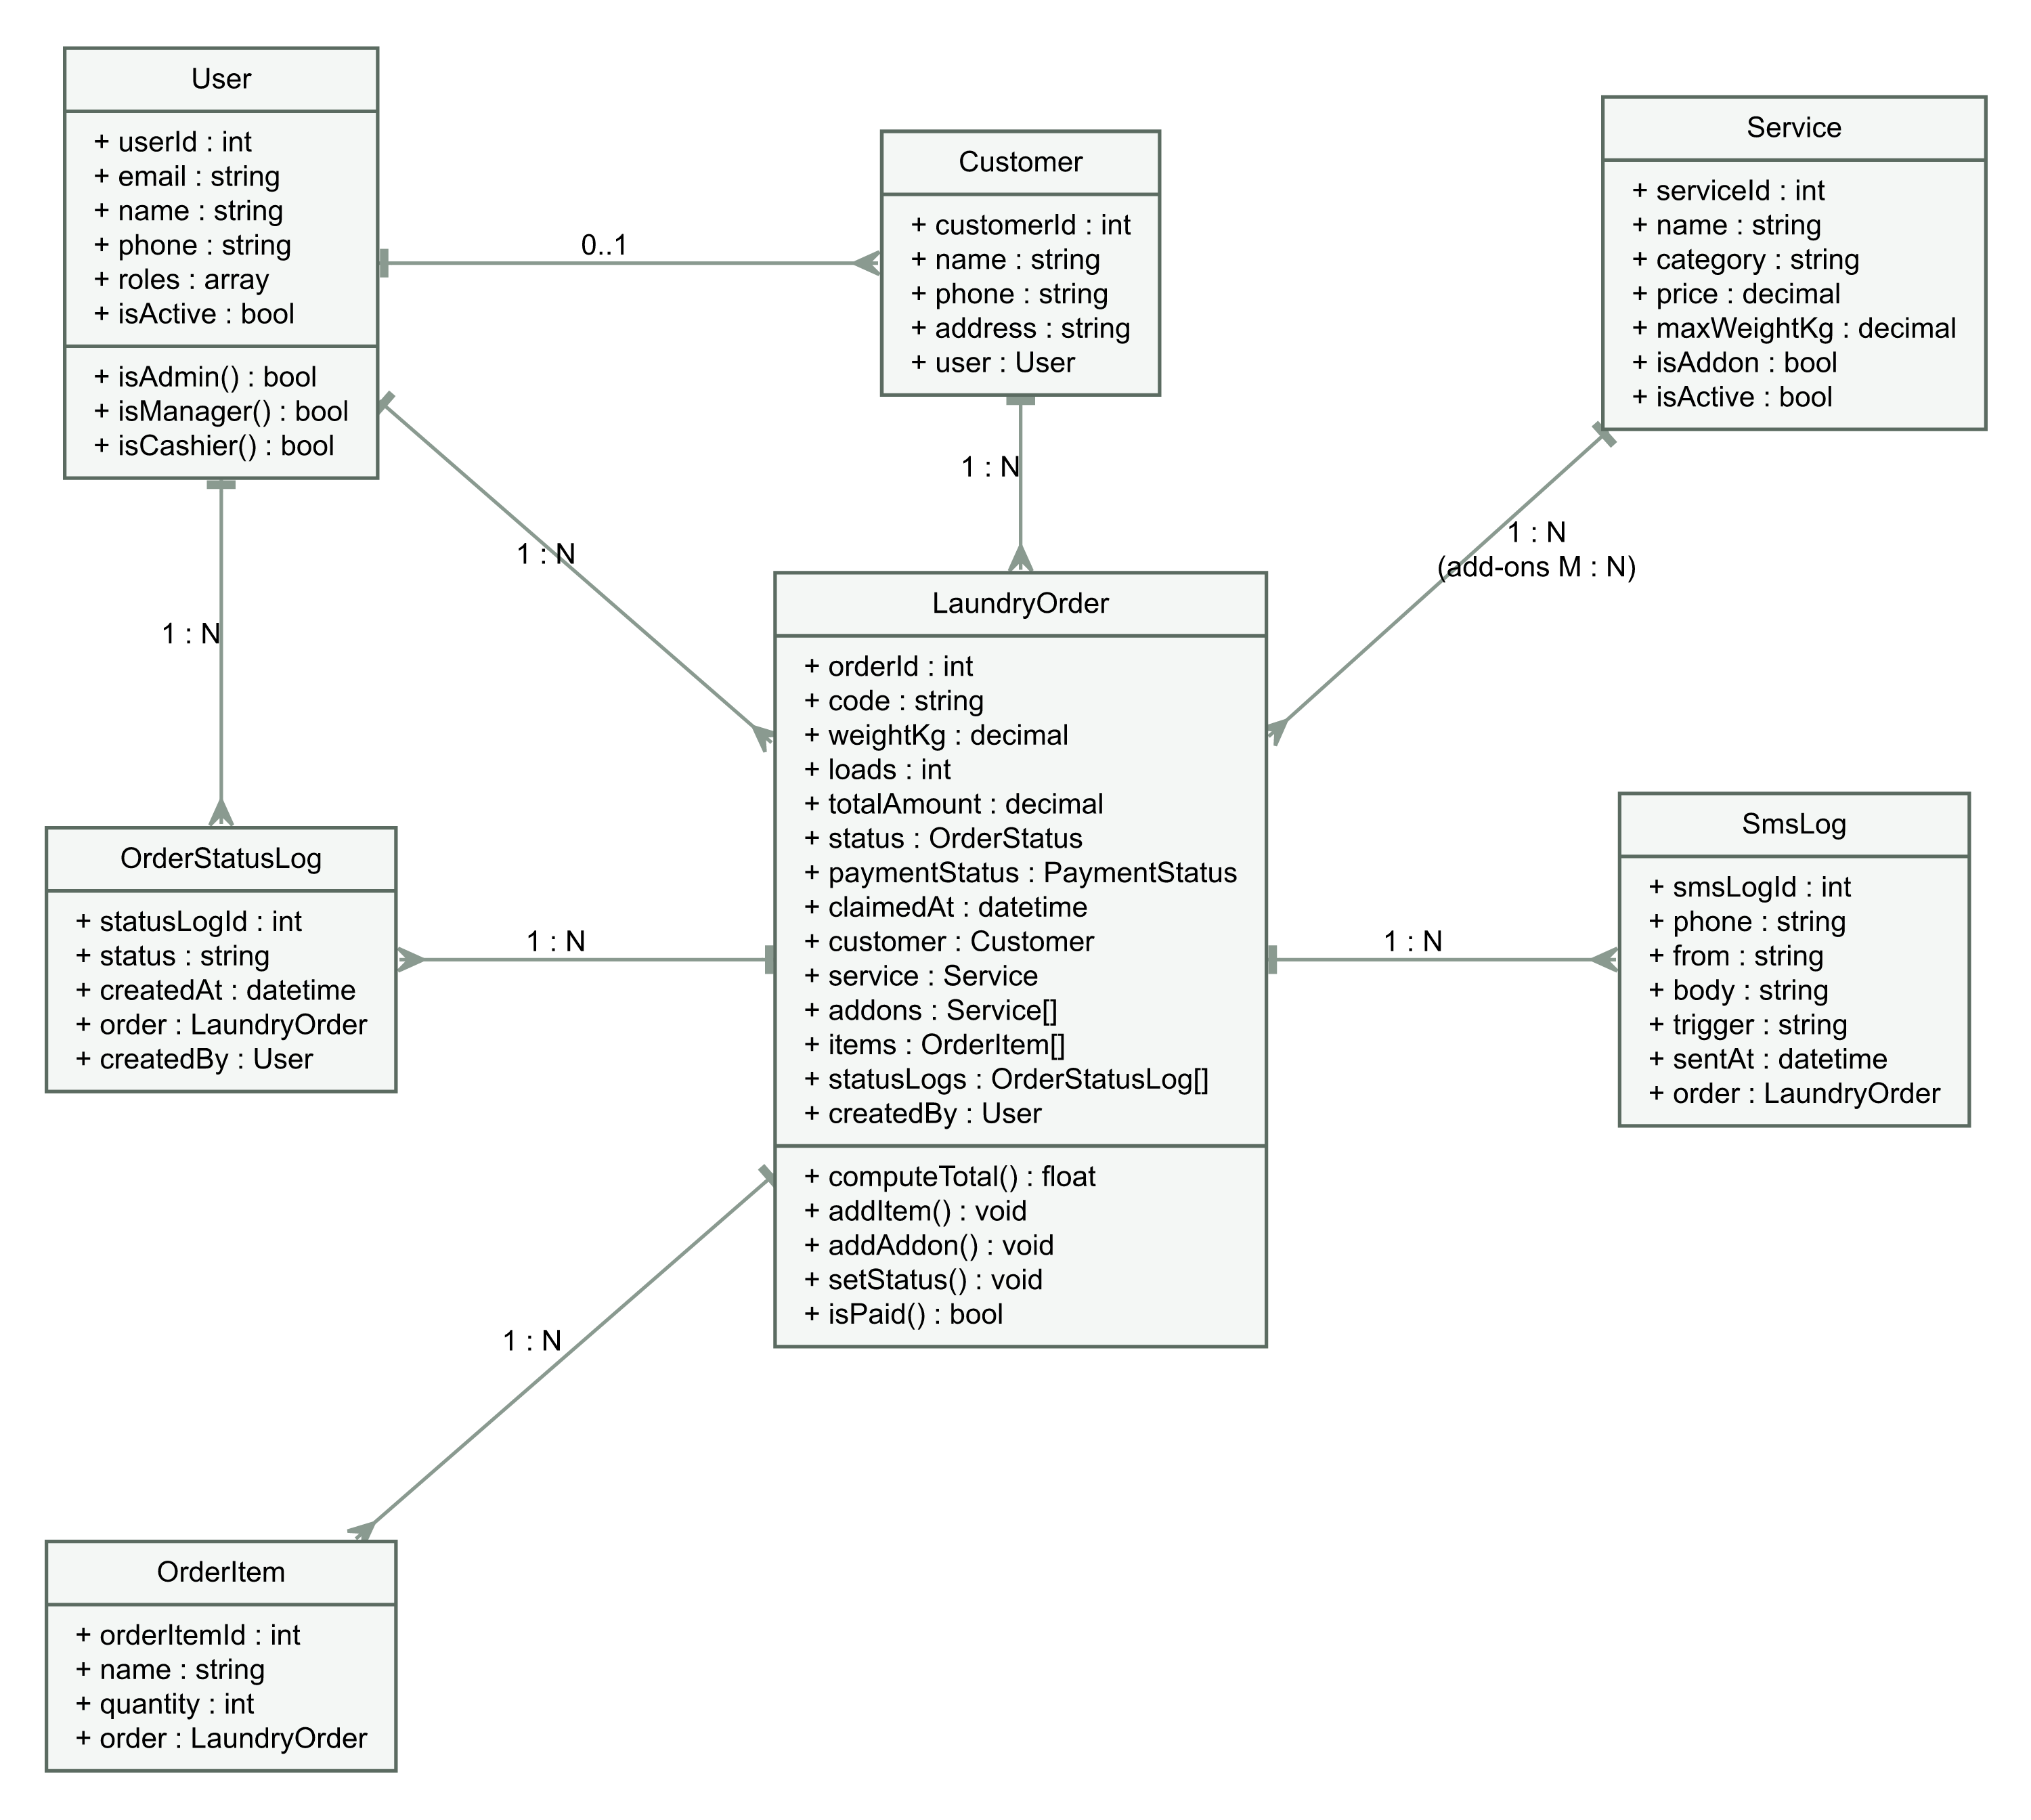 User
+ userId : int
+ email : string
+ name : string
+ phone : string
+ roles : array
+ isActive : bool
+ isAdmin() : bool
+ isManager() : bool
+ isCashier() : bool
0..1
Customer
+ customerId : int
+ name : string
+ phone : string
+ address : string
+ user : User
Service
+ serviceId : int
+ name : string
+ category : string
+ price : decimal
+ maxWeightKg : decimal
+ isAddon : bool
+ isActive : bool
1 : N
1 : N
1 : N
(add-ons M : N)
1 : N
LaundryOrder
+ orderId : int
+ code : string
+ weightKg : decimal
+ loads : int
+ totalAmount : decimal
+ status : OrderStatus
+ paymentStatus : PaymentStatus
+ claimedAt : datetime
+ customer : Customer
+ service : Service
+ addons : Service[]
+ items : OrderItem[]
+ statusLogs : OrderStatusLog[]
+ createdBy : User
+ computeTotal() : float
+ addItem() : void
+ addAddon() : void
+ setStatus() : void
+ isPaid() : bool
OrderStatusLog
+ statusLogId : int
+ status : string
+ createdAt : datetime
+ order : LaundryOrder
+ createdBy : User
1 : N
1 : N
SmsLog
+ smsLogId : int
+ phone : string
+ from : string
+ body : string
+ trigger : string
+ sentAt : datetime
+ order : LaundryOrder
1 : N
OrderItem
+ orderItemId : int
+ name : string
+ quantity : int
+ order : LaundryOrder